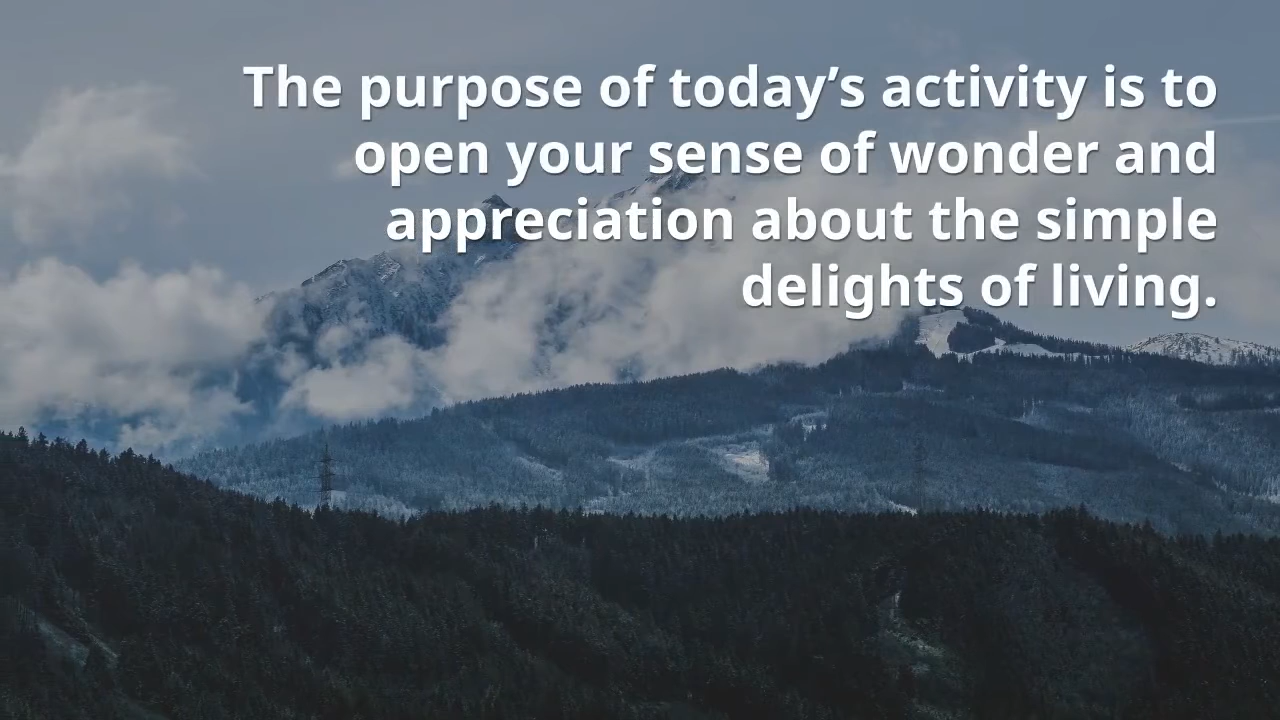 The purpose of today’s activity is to
open your sense of wonder and
appreciation about the simple
delights of living.